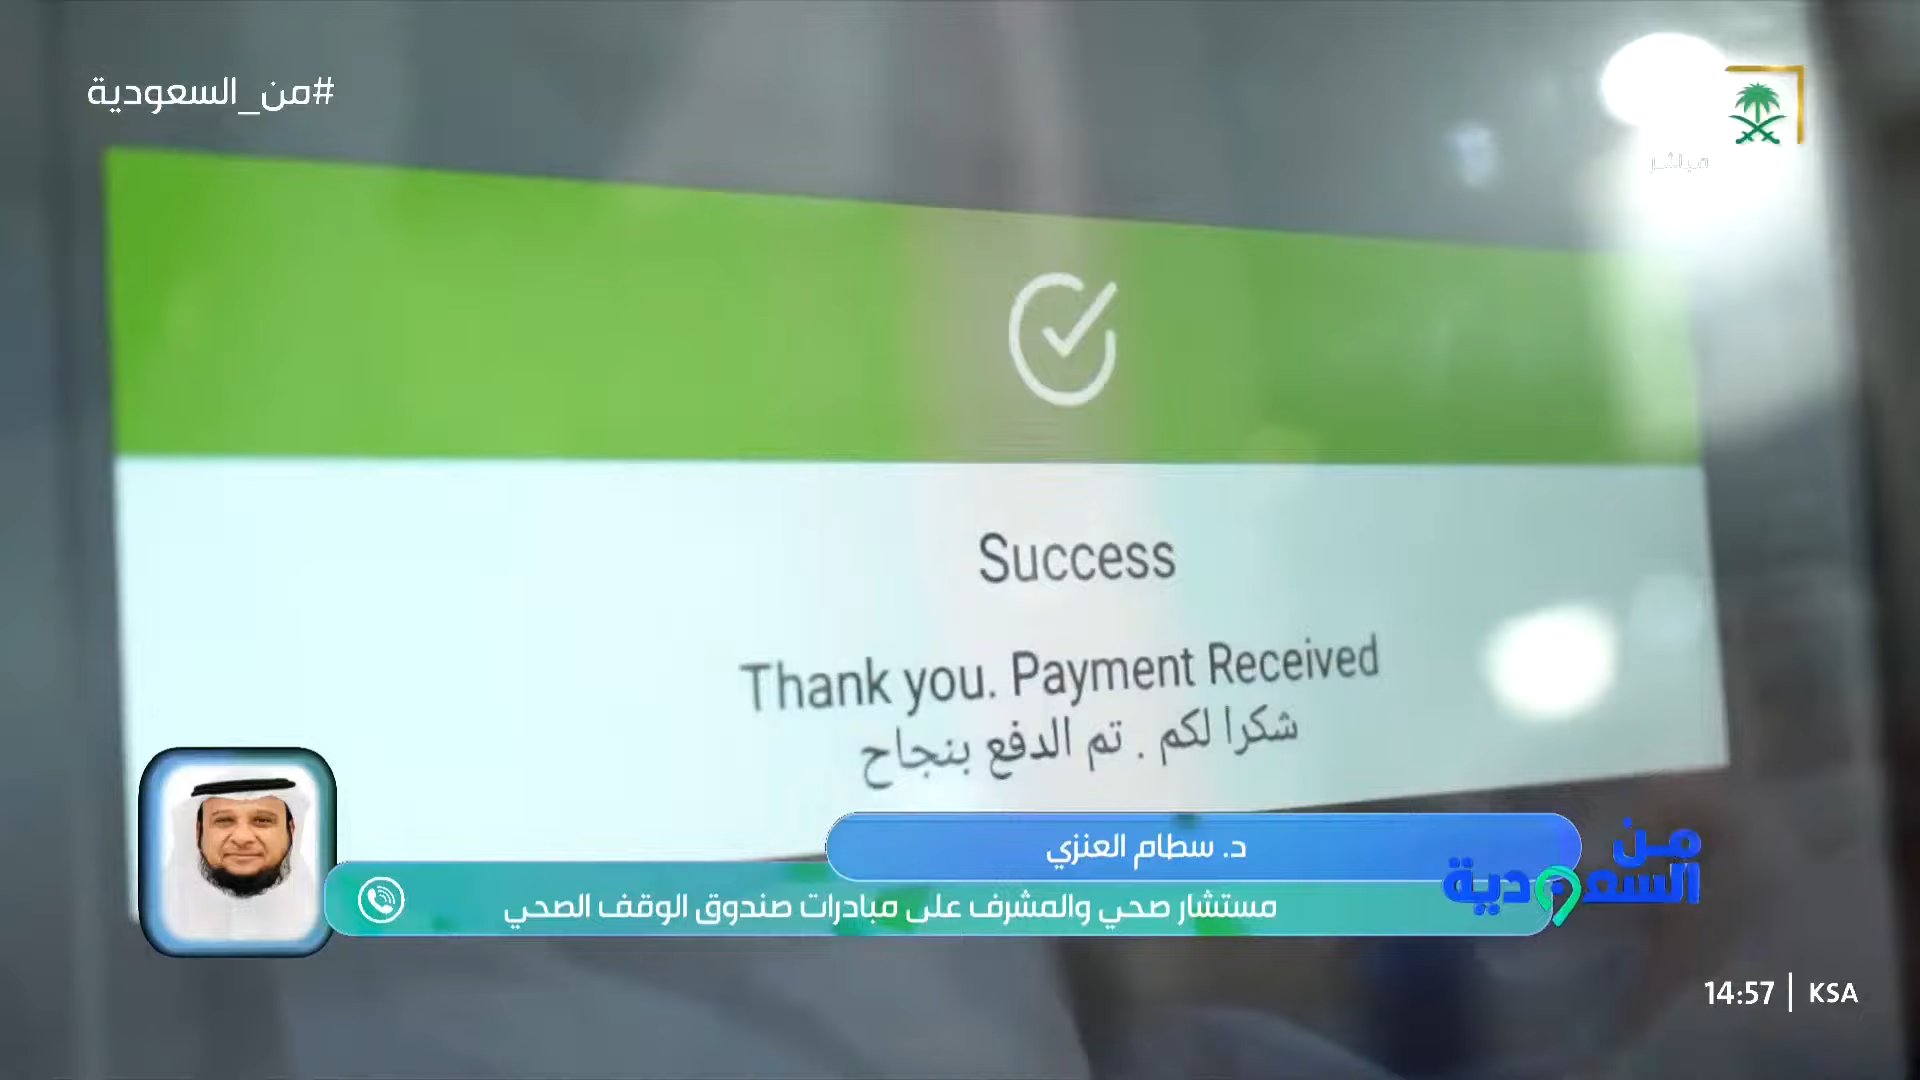 #من_السعودية
مباشر
Success
Thank you. Payment Received
شكرا لكم . تم الدفع بنجاح
د. سطام العنزي
مستشار صحي والمشرف على مبادرات صندوق الوقف الصحي
من
السعودية
14:57 | KSA